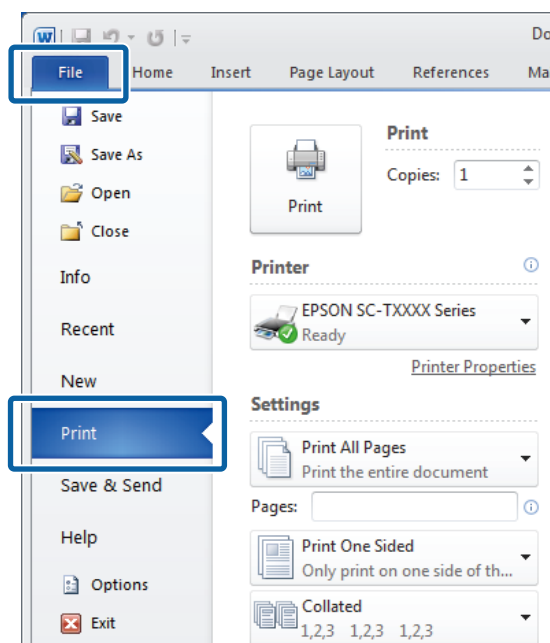 W
Do
File Home Insert Page Layout References Ma
Save
Save As
Open
Close
Info
Recent
New
Print
Save & Send
Help
Options
Exit
Print
Print
Copies: 1
Printer
EPSON SC-TXXXX Series
Ready
Printer Properties
Settings
Print All Pages
Print the entire document
Pages:
Print One Sided
Only print on one side of th...
Collated
1,2,3 1,2,3 1,2,3